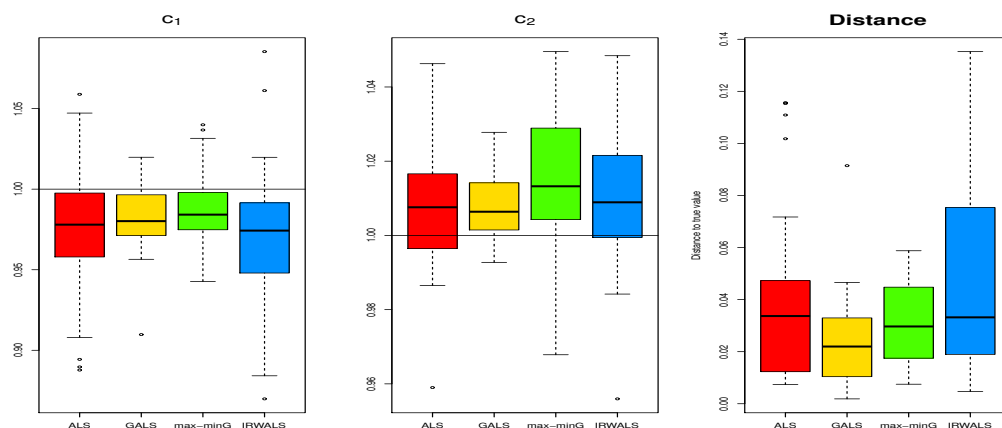 C₁
C₂
Distance
1.05
1.00
0.95
0.90
ALS GALS max−minG IRWALS
1.04
1.02
1.00
0.98
0.96
ALS GALS max−minG IRWALS
Distance to true value
0.14
0.12
0.10
0.08
0.06
0.04
0.02
0.00
ALS GALS max−minG IRWALS